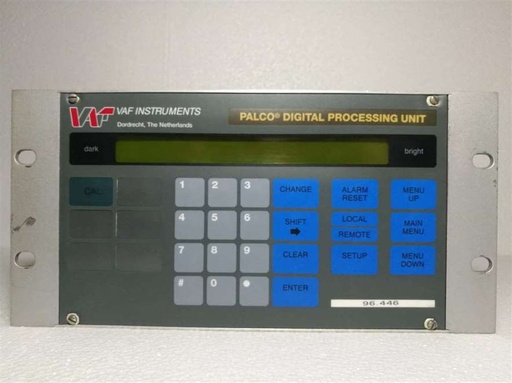 VAF VAF INSTRUMENTS
Dordrecht, The Netherlands
PALCO® DIGITAL PROCESSING UNIT
dark
bright
CAL
1 2 3 CHANGE ALARM RESET MENU UP
4 5 6 SHIFT LOCAL REMOTE MAIN MENU
7 8 9 CLEAR SETUP MENU DOWN
# 0 ENTER
96.446